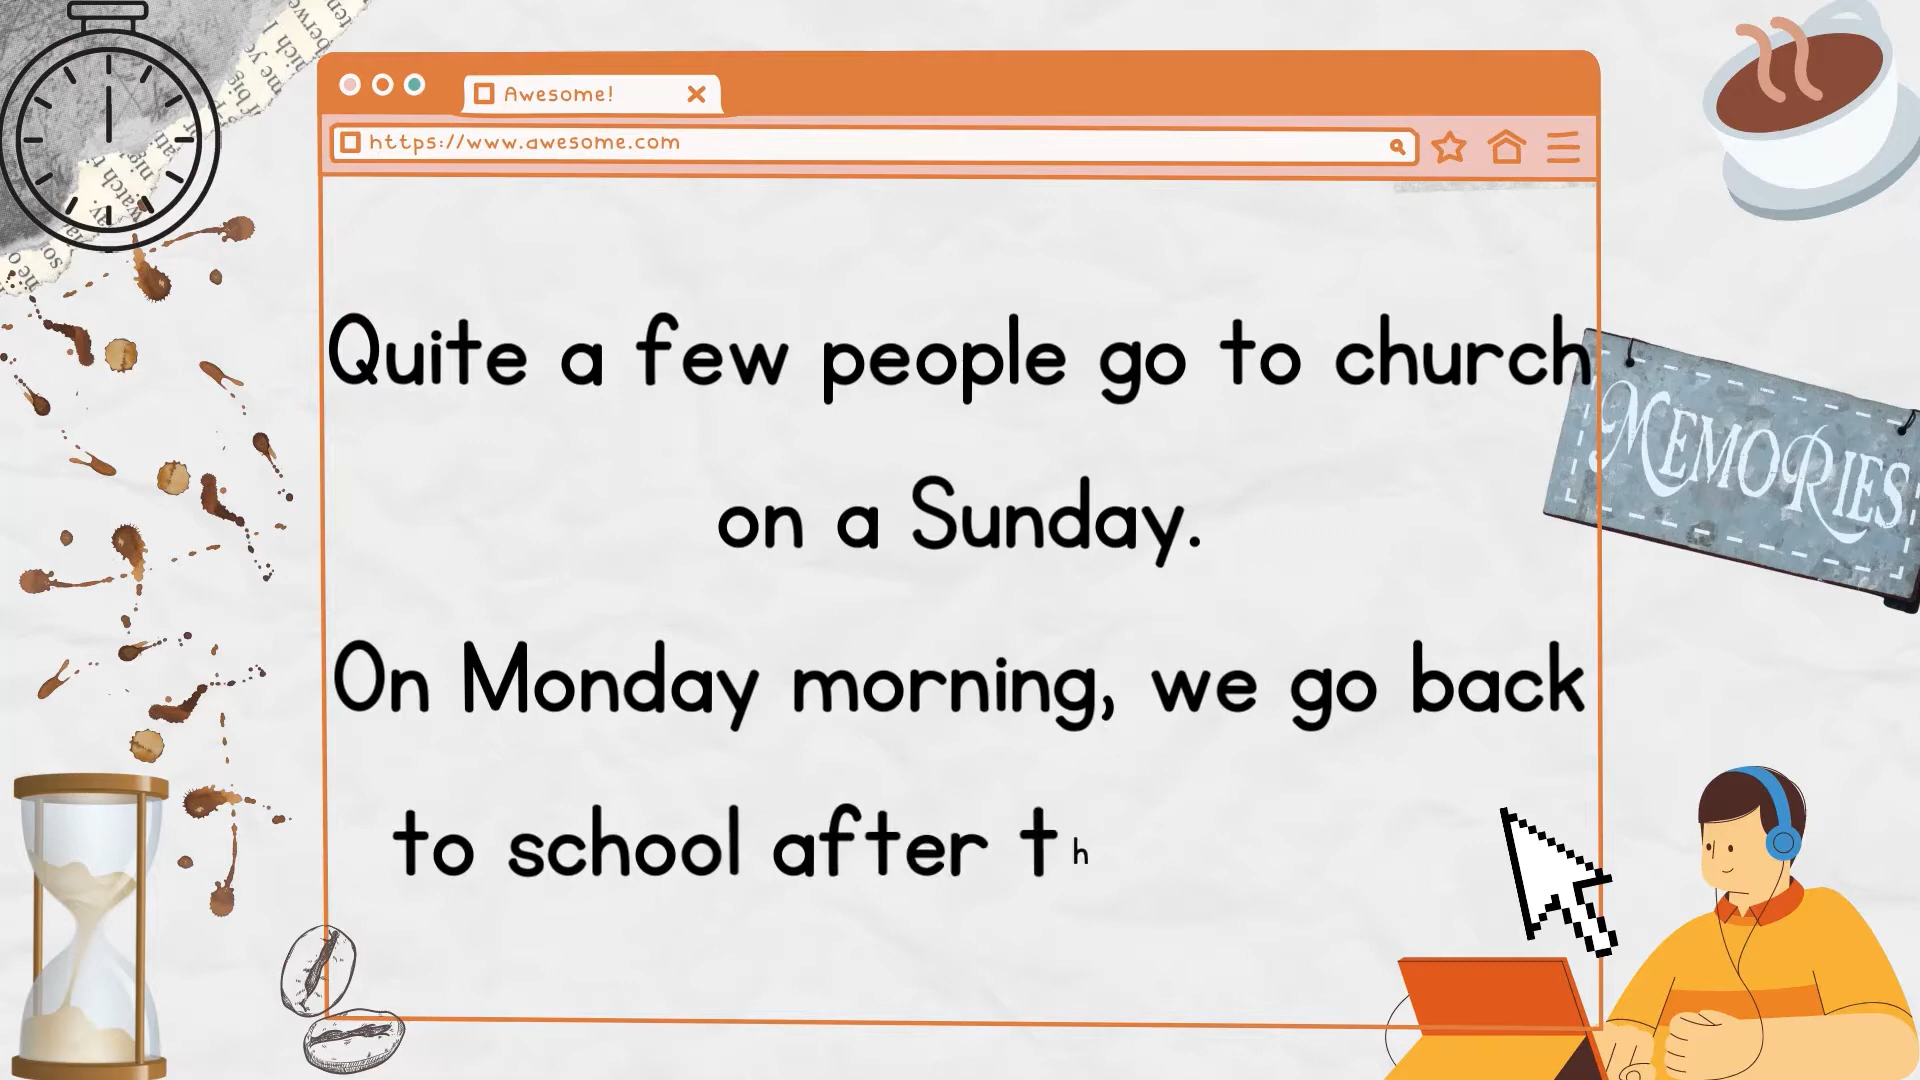 Awesome!
https://www.awesome.com
Quite a few people go to church
on a Sunday.
On Monday morning, we go back
to school after th
MEMORIES